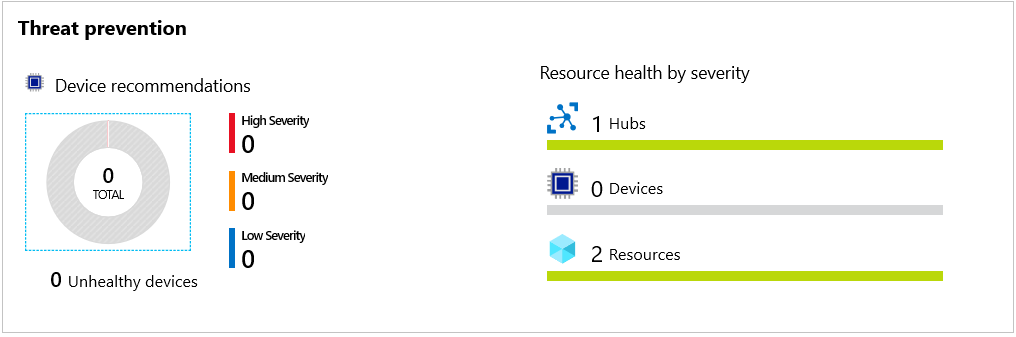 Threat prevention
Device recommendations
0
TOTAL
0 Unhealthy devices
High Severity
0
Medium Severity
0
Low Severity
0
Resource health by severity
1 Hubs
0 Devices
2 Resources